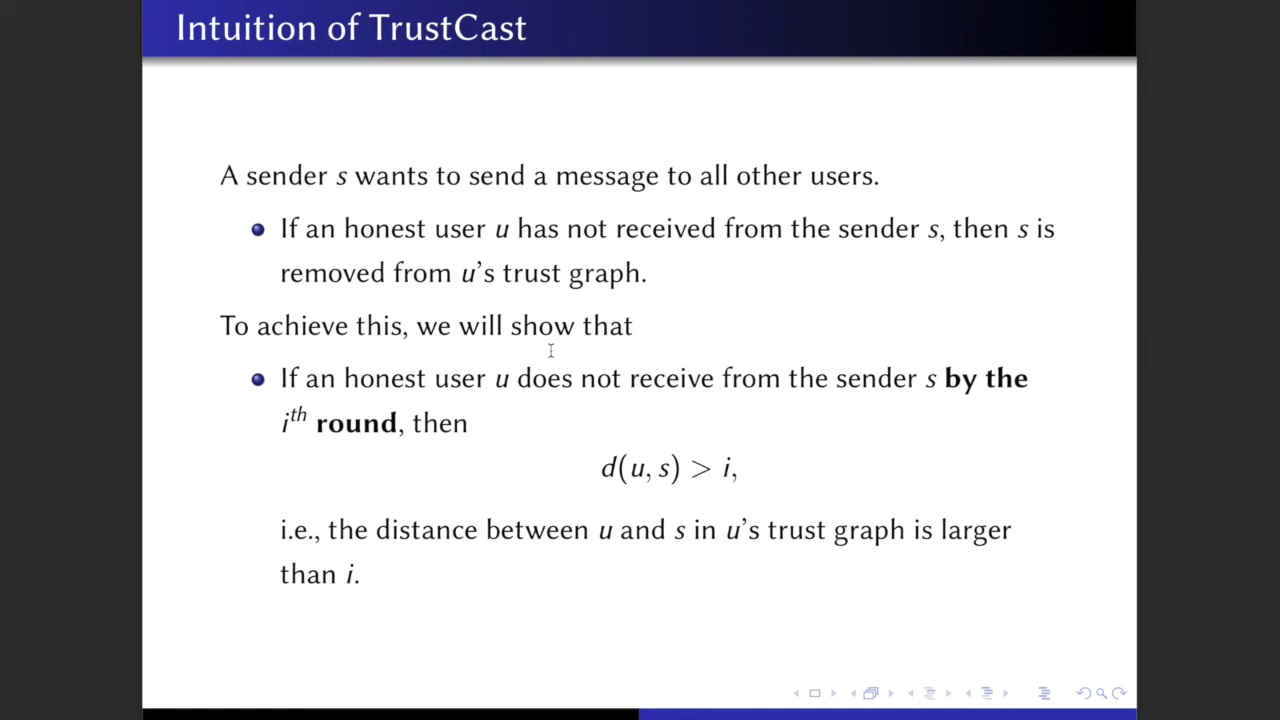 Intuition of TrustCast
A sender s wants to send a message to all other users.
If an honest user u has not received from the sender s, then s is
removed from u's trust graph.
To achieve this, we will show that
If an honest user u does not receive from the sender s by the
i^th round, then
d(u, s) > i,
i.e., the distance between u and s in u's trust graph is larger
than i.